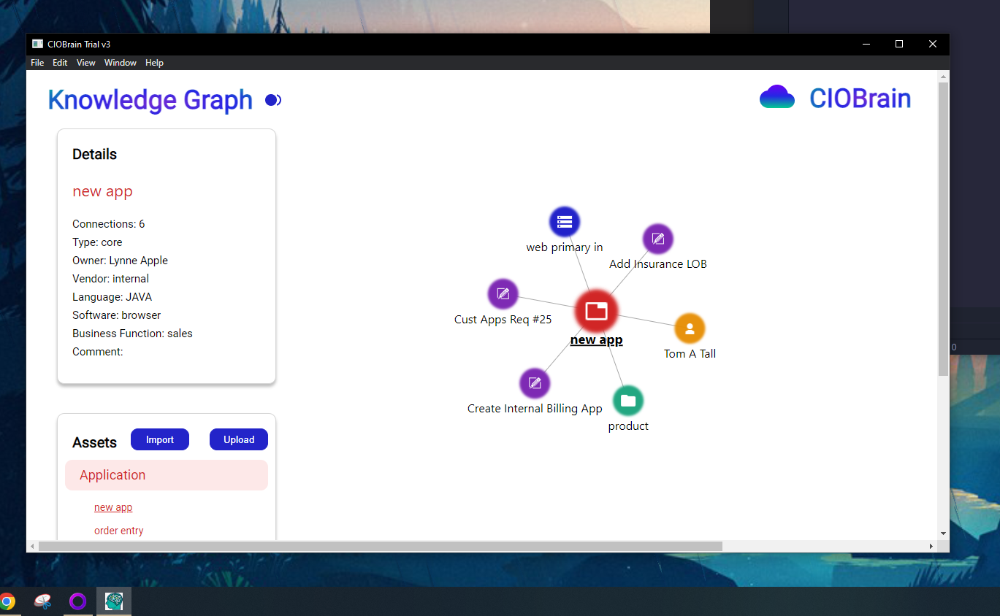 CIOBrain Trial v3
File Edit View Window Help
Knowledge Graph
CIOBrain
Details
new app
Connections: 6
Type: core
Owner: Lynne Apple
Vendor: internal
Language: JAVA
Software: browser
Business Function: sales
Comment:
web primary in
Add Insurance LOB
Cust Apps Req #25
new app
Tom A Tall
Create Internal Billing App
product
Assets
Import
Upload
Application
new app
order entry
0